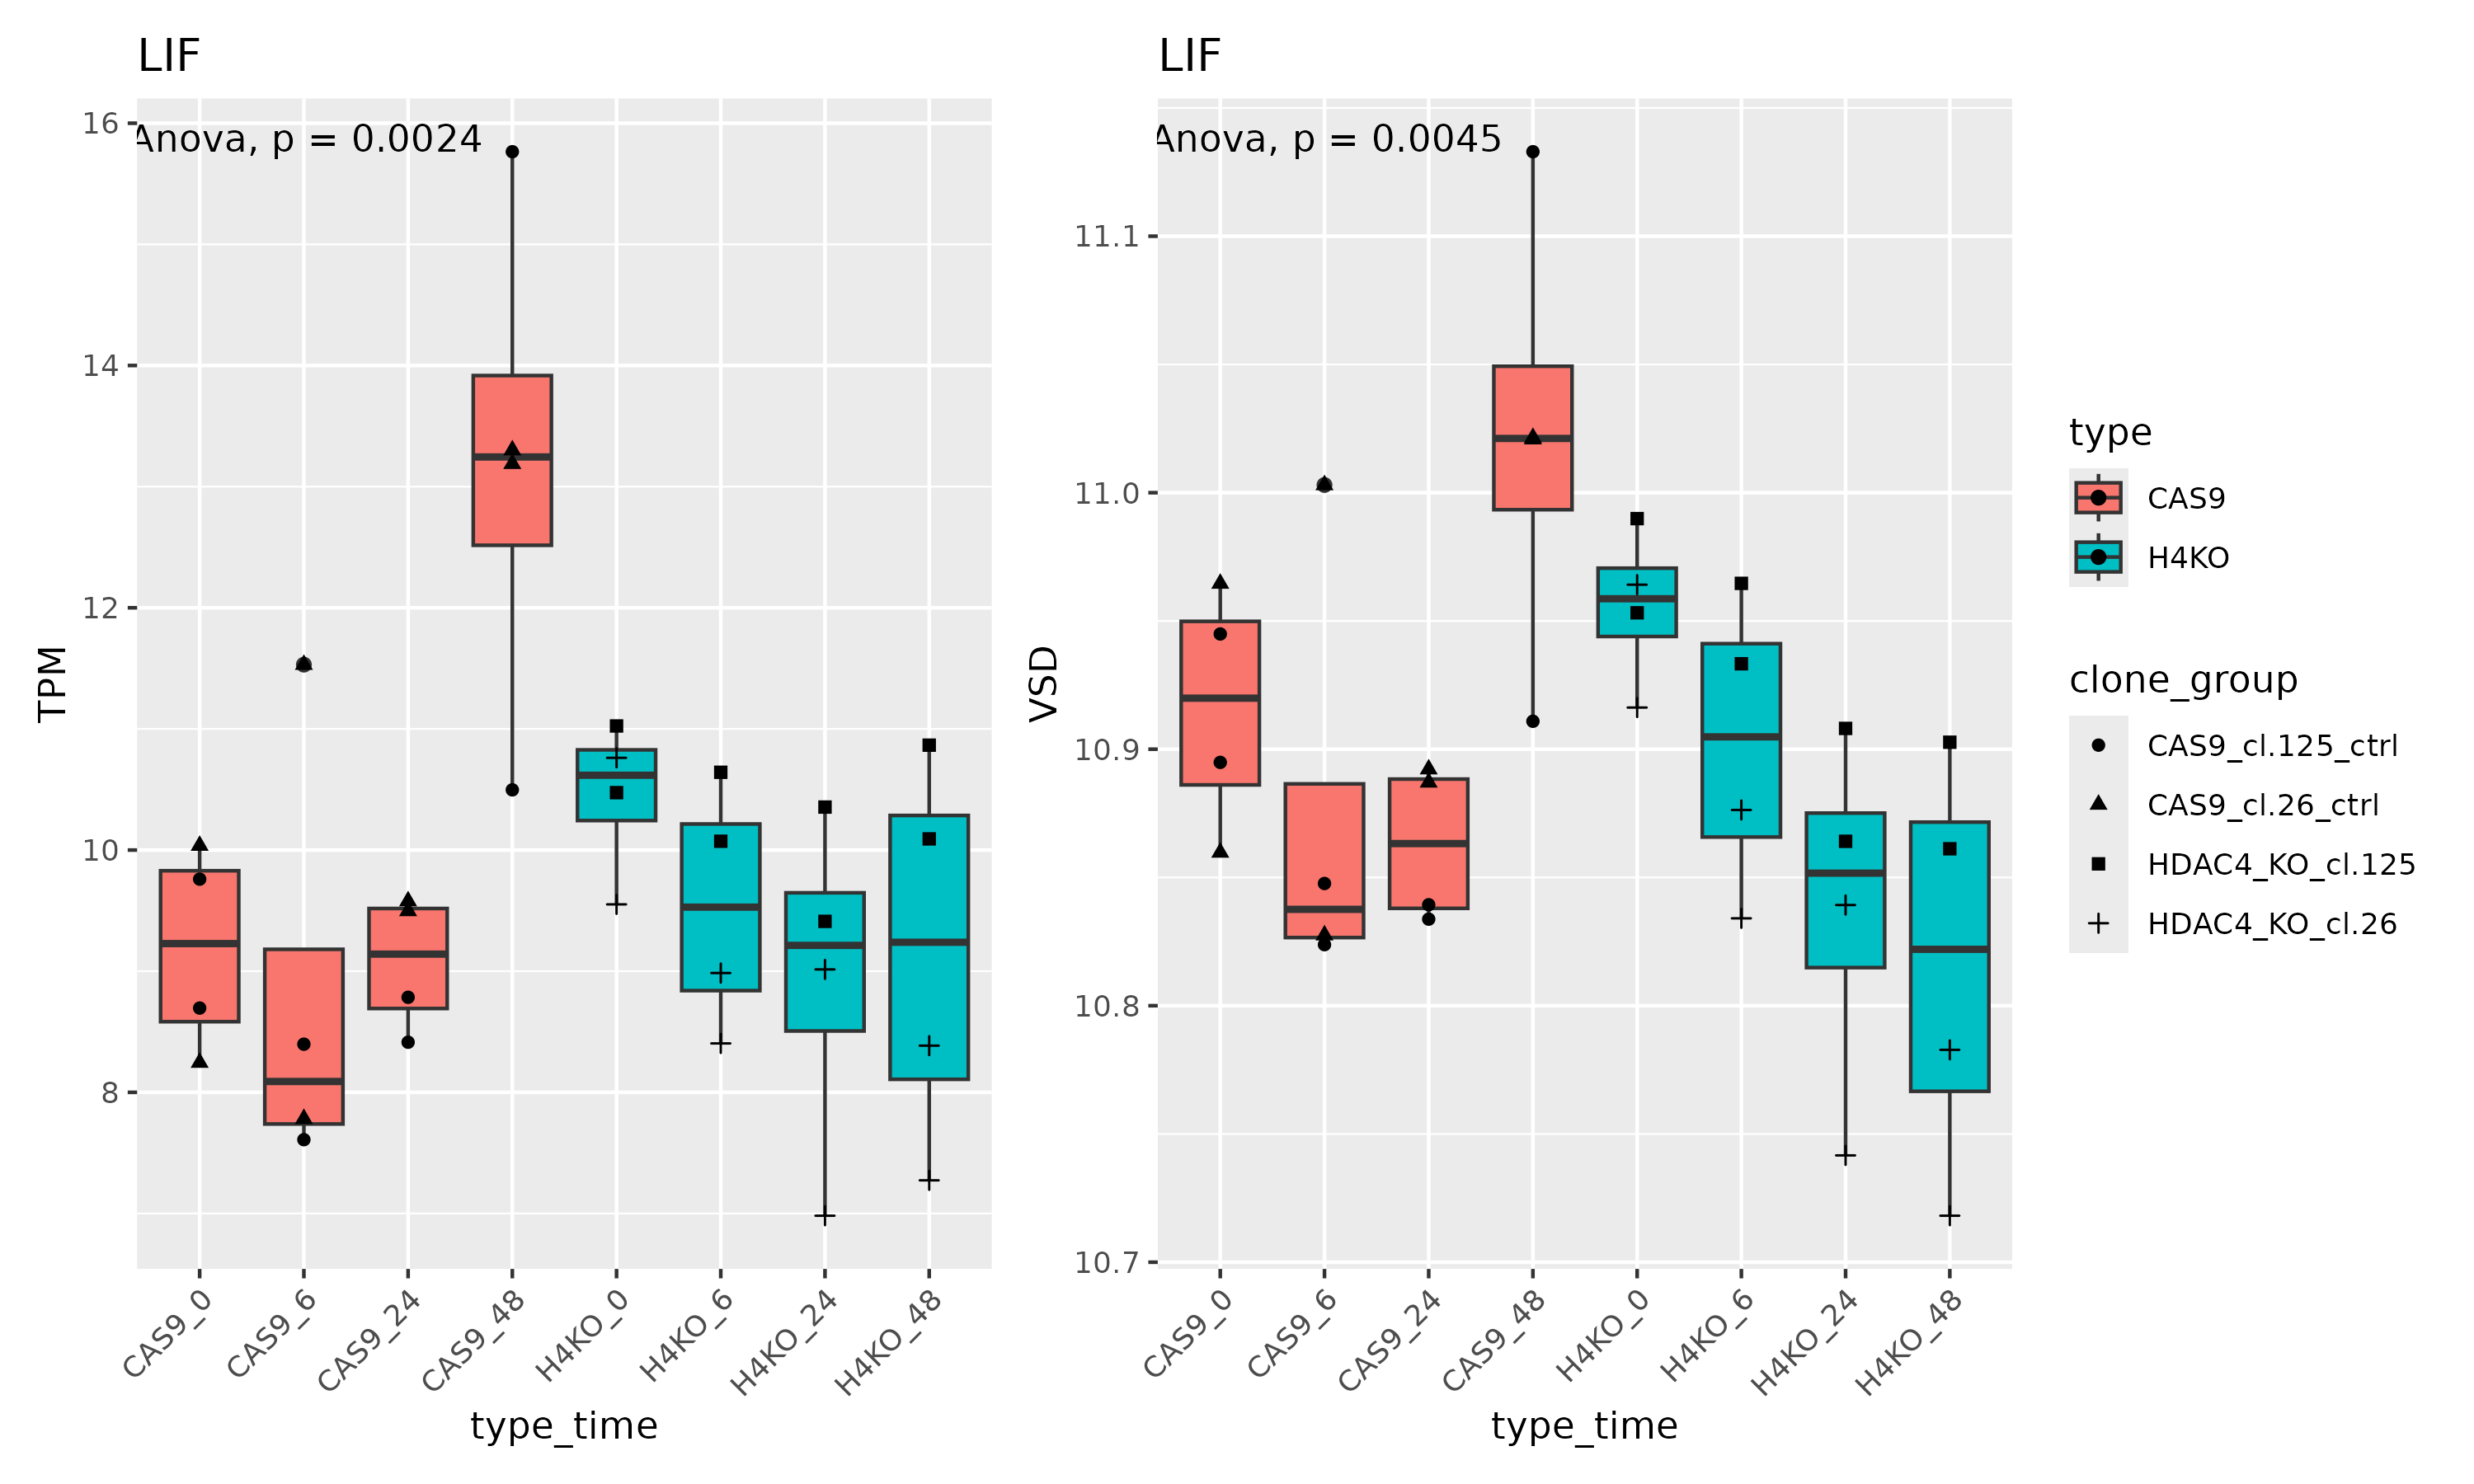 LIF
Anova, p = 0.0024
16
14
12
10
8
TPM
CAS9_0
CAS9_6
CAS9_24
CAS9_48
H4KO_0
H4KO_6
H4KO_24
H4KO_48
type_time
LIF
Anova, p = 0.0045
11.1
11.0
10.9
10.8
10.7
VSD
CAS9_0
CAS9_6
CAS9_24
CAS9_48
H4KO_0
H4KO_6
H4KO_24
H4KO_48
type_time
type
CAS9
H4KO
clone_group
CAS9_cl.125_ctrl
CAS9_cl.26_ctrl
HDAC4_KO_cl.125
HDAC4_KO_cl.26